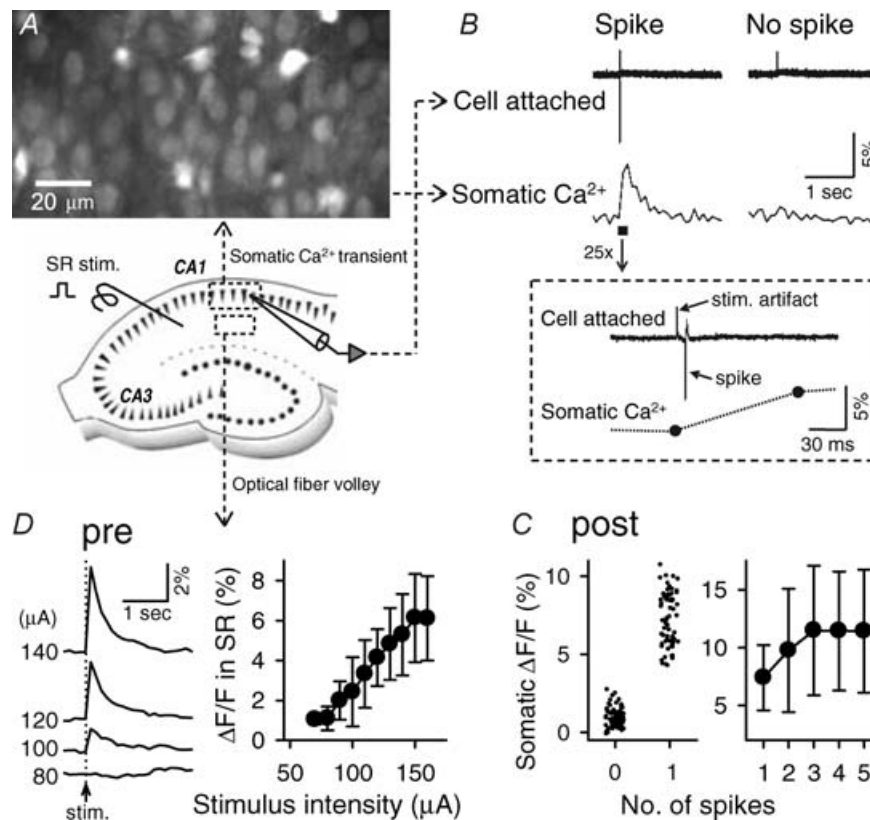 A
20 μm
B
Spike
No spike
Cell attached
5%
1 sec
Somatic Ca2+
25x
Cell attached
stim. artifact
spike
Somatic Ca2+
5%
30 ms
SR stim.
CA1
Somatic Ca2+ transient
CA3
Optical fiber volley
D
pre
2%
1 sec
(μA)
140
120
100
80
stim.
ΔF/F in SR (%)
8
6
4
2
0
50 100 150
Stimulus intensity (μA)
C
post
Somatic ΔF/F (%)
10
5
0
0 1
15
10
5
1 2 3 4 5
No. of spikes